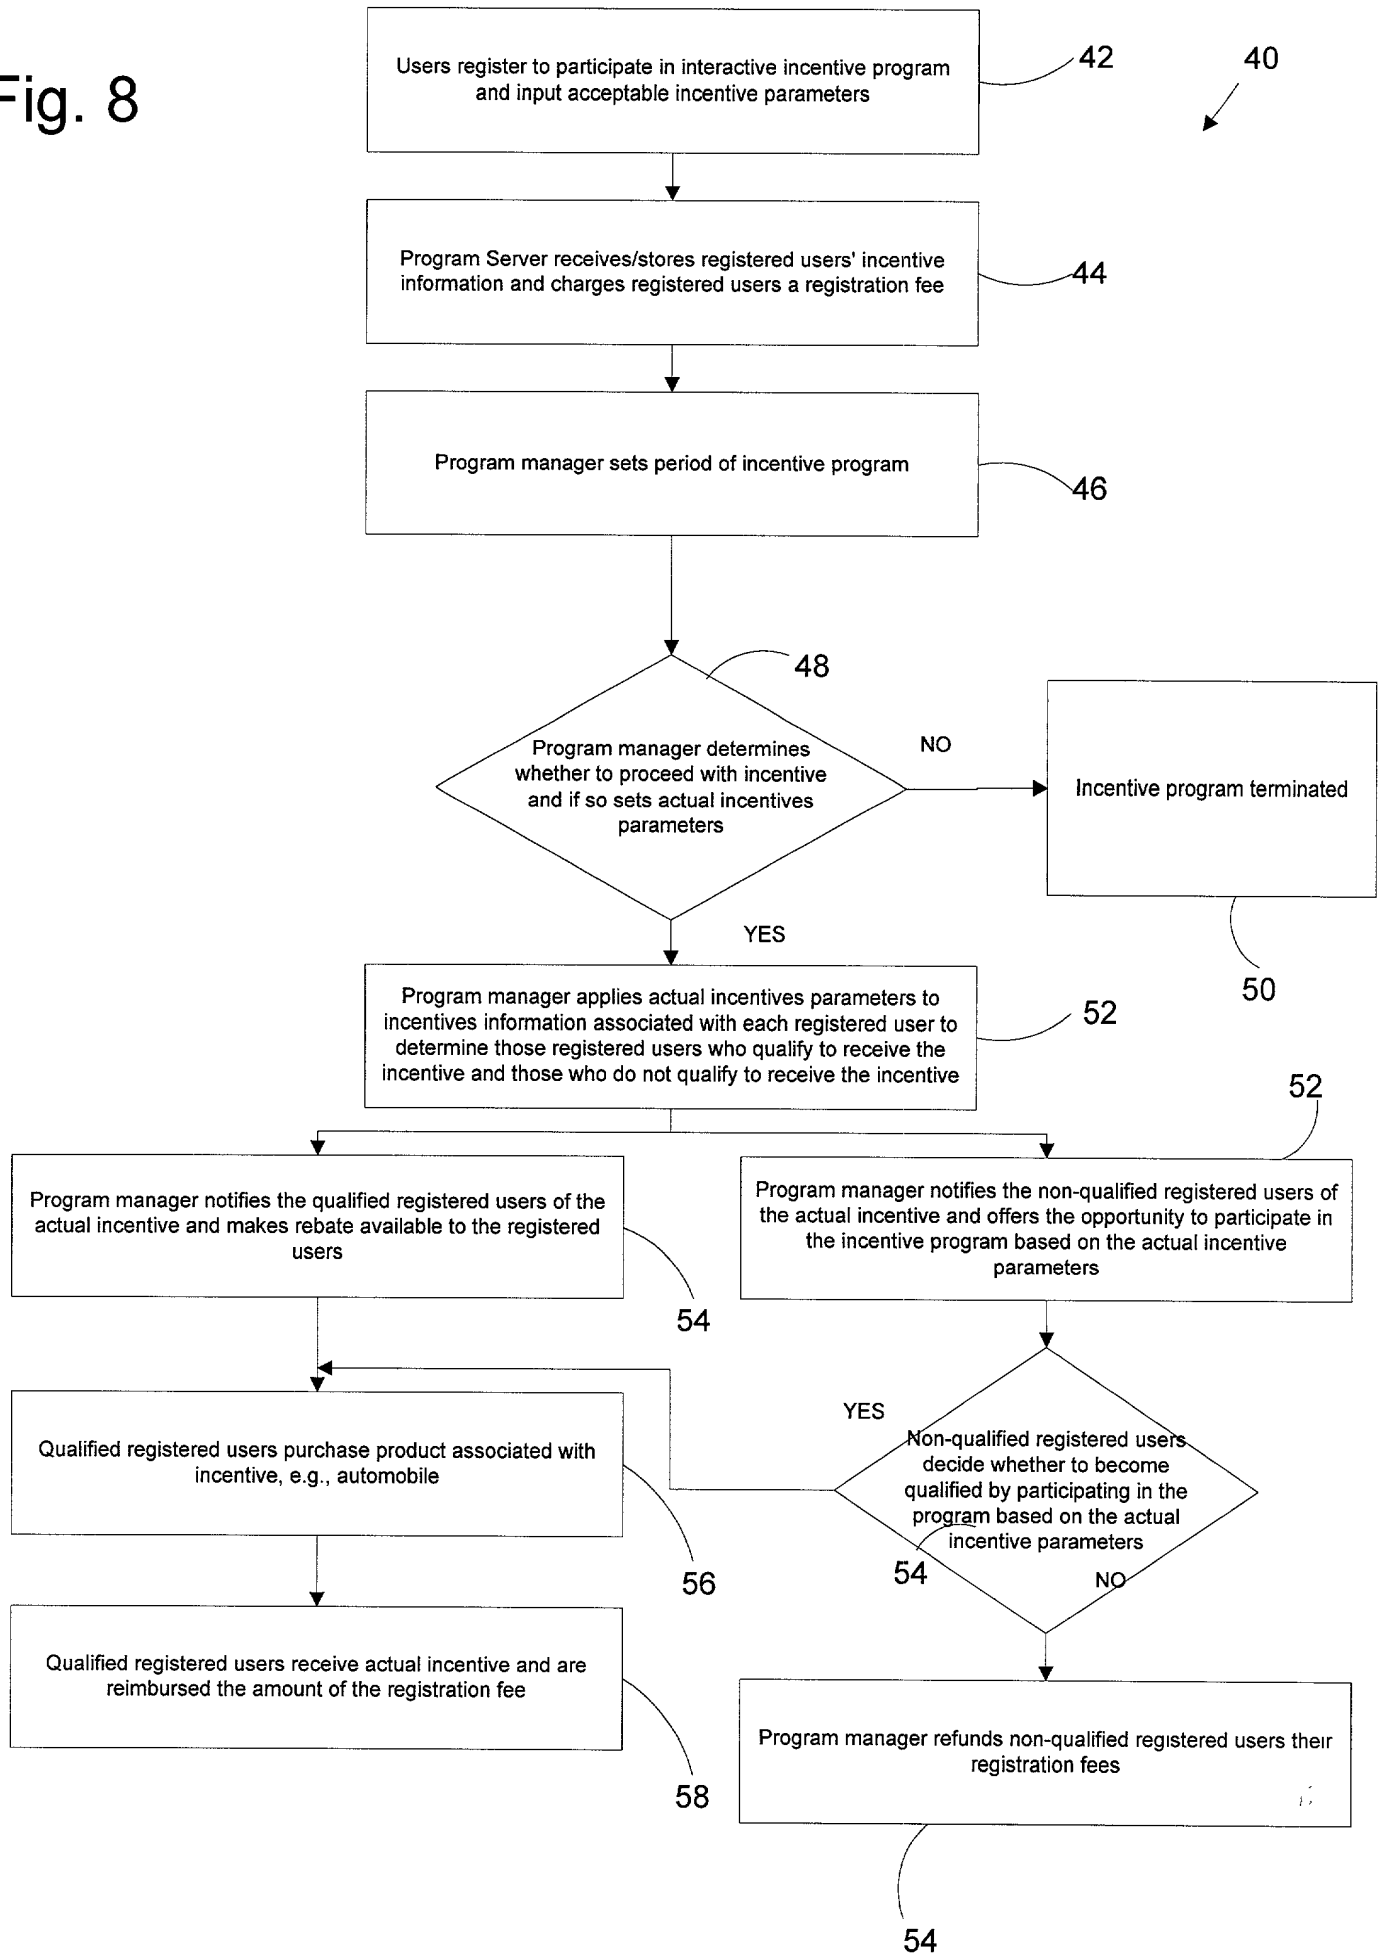 Fig. 8
Users register to participate in interactive incentive program
and input acceptable incentive parameters
42
40
Program Server receives/stores registered users' incentive
information and charges registered users a registration fee
44
Program manager sets period of incentive program
46
48
Program manager determines
whether to proceed with incentive
and if so sets actual incentives
parameters
NO
Incentive program terminated
50
YES
Program manager applies actual incentives parameters to
incentives information associated with each registered user to
determine those registered users who qualify to receive the
incentive and those who do not qualify to receive the incentive
52
52
Program manager notifies the qualified registered users of the
actual incentive and makes rebate available to the registered
users
54
Program manager notifies the non-qualified registered users of
the actual incentive and offers the opportunity to participate in
the incentive program based on the actual incentive
parameters
YES
Non-qualified registered users
decide whether to become
qualified by participating in the
program based on the actual
incentive parameters
54
NO
Qualified registered users purchase product associated with
incentive, e.g., automobile
56
Qualified registered users receive actual incentive and are
reimbursed the amount of the registration fee
58
Program manager refunds non-qualified registered users their
registration fees
54